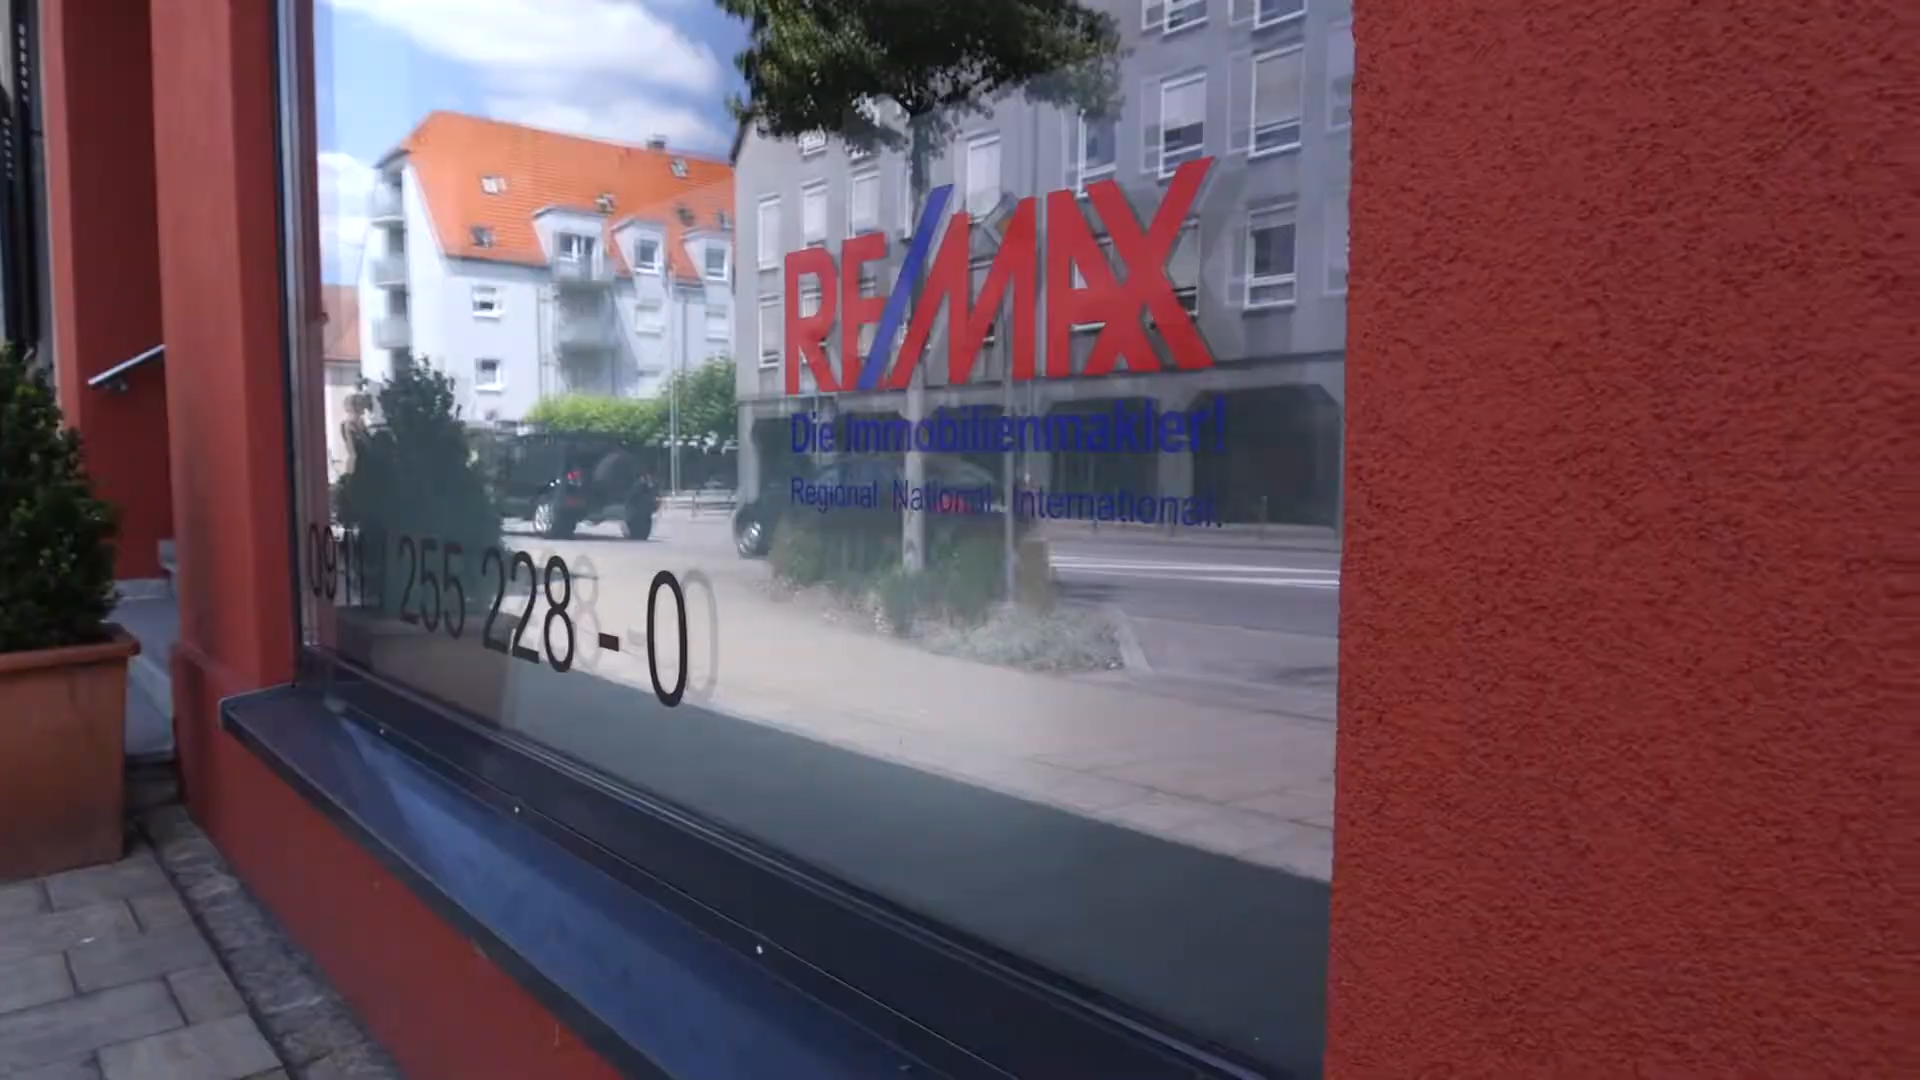 RE/MAX
Die Immobilienmakler!
Regional. National. International.
0911 / 255 228 - 0